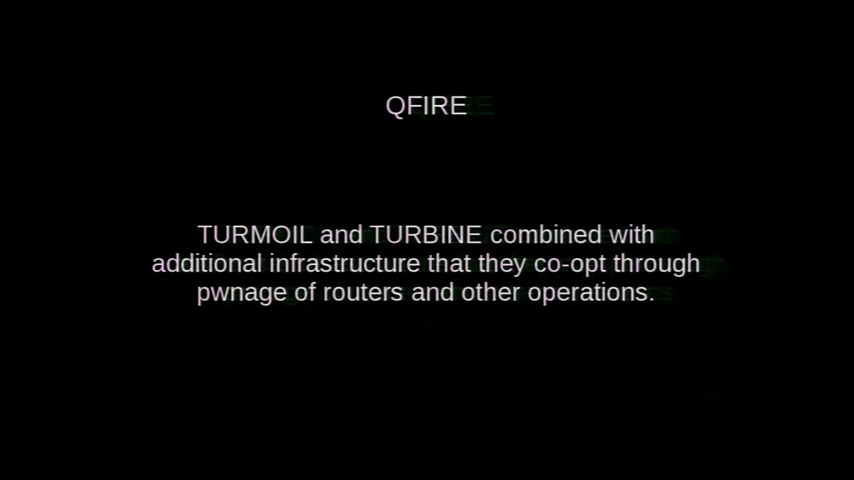 QFIRE
TURMOIL and TURBINE combined with
additional infrastructure that they co-opt through
pwnage of routers and other operations.